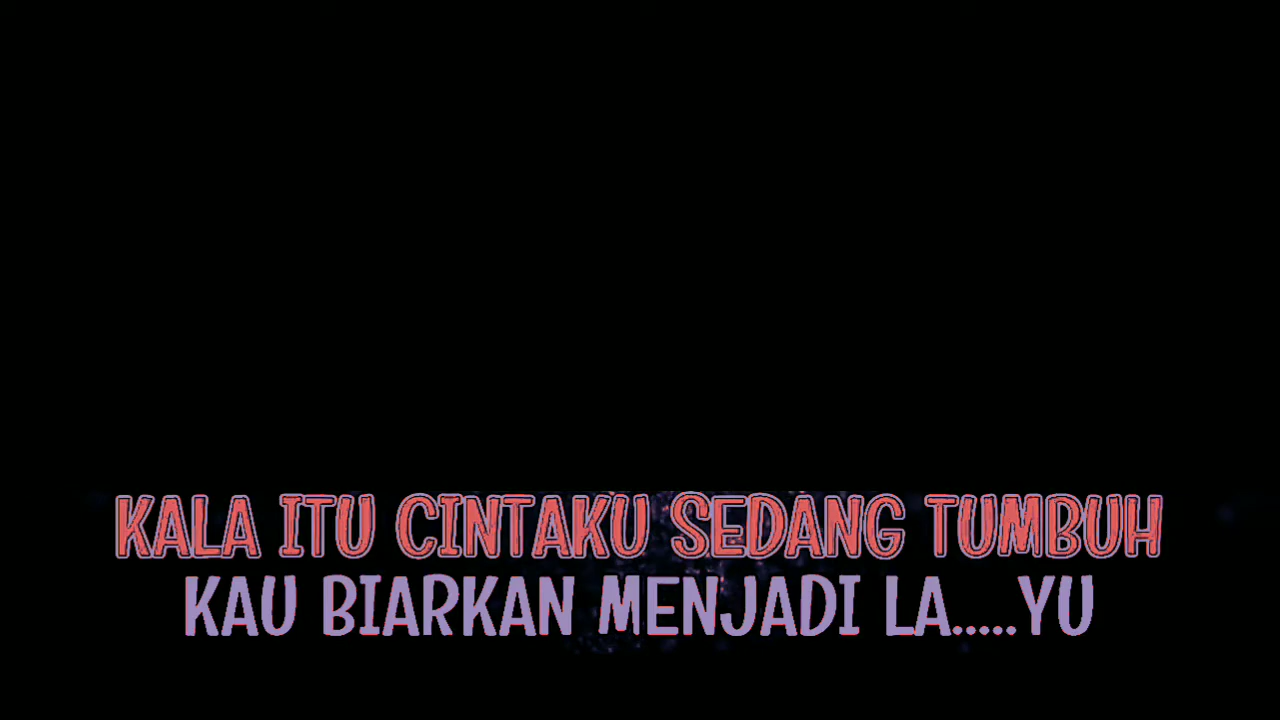 KALA ITU CINTAKU SEDANG TUMBUH
KAU BIARKAN MENJADI LA.....YU